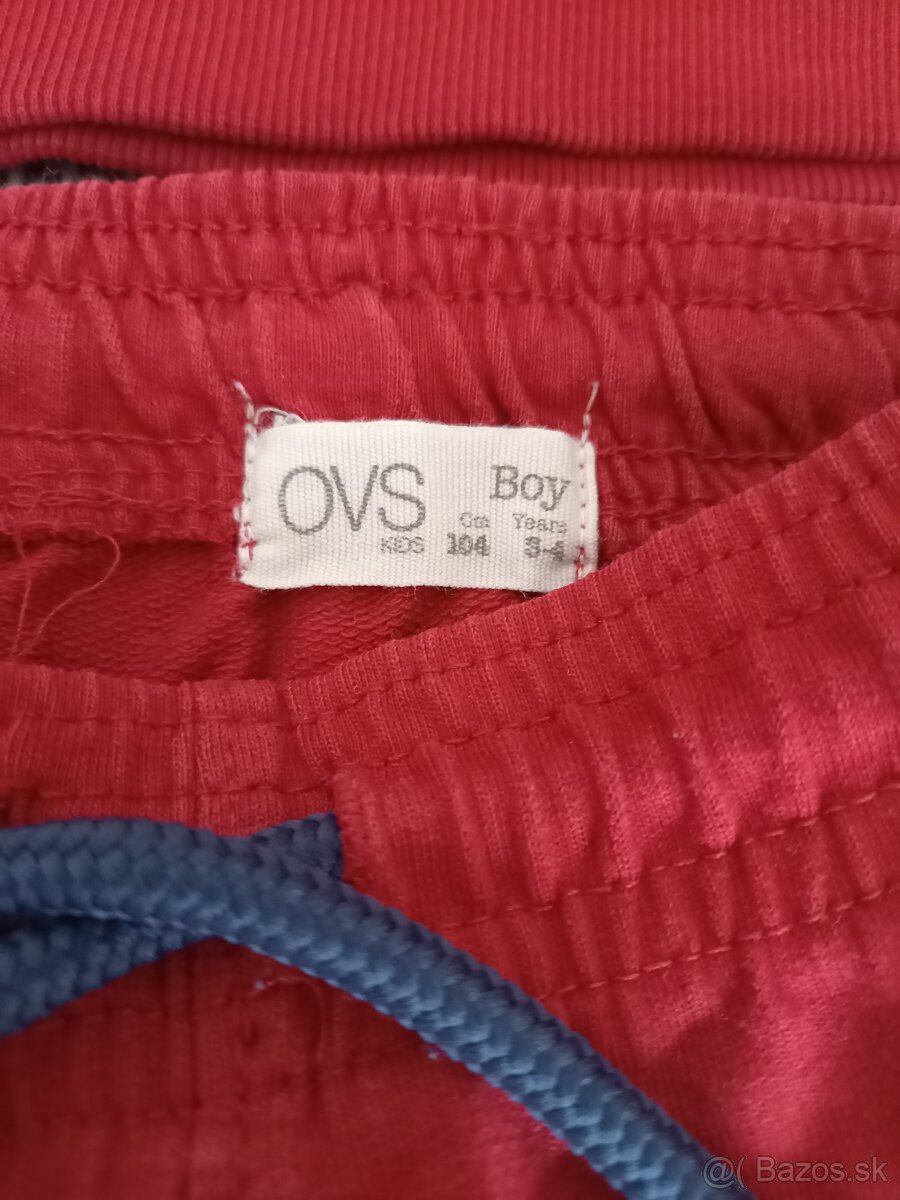 OVS Boy
Cm Years
KIDS 104 3-4
@( Bazos.sk